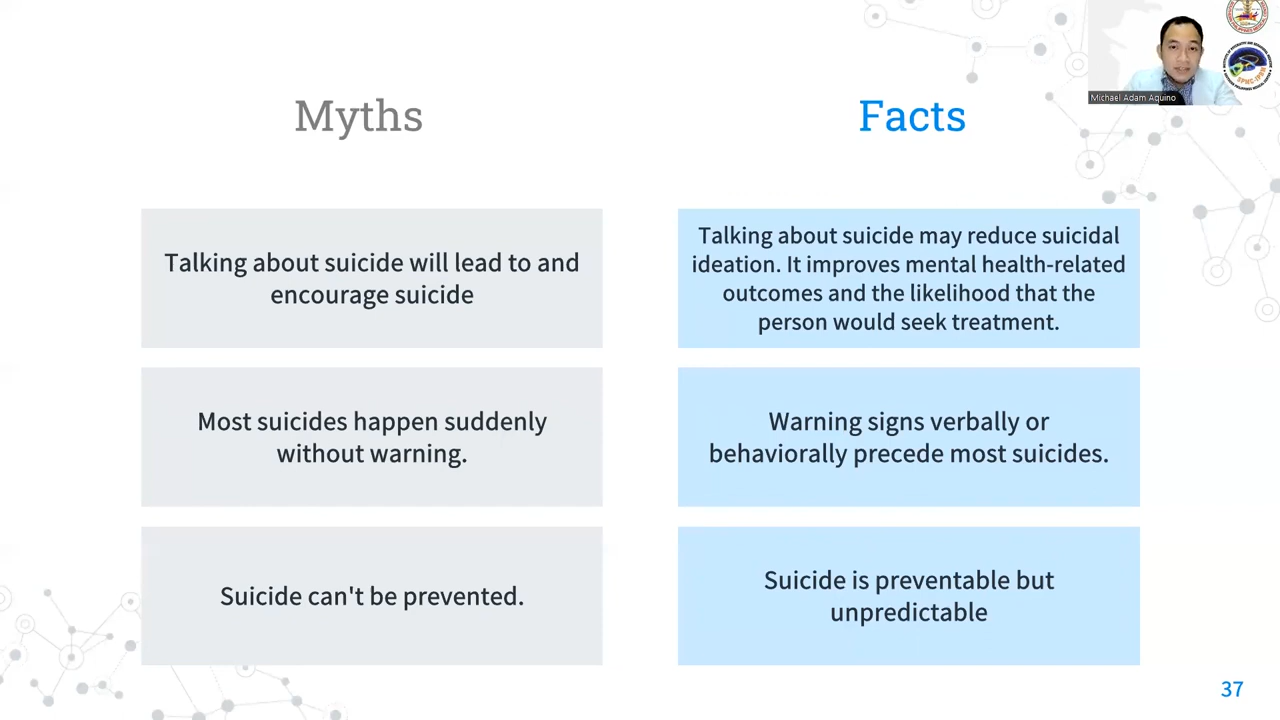 Michael Adam Aquino
SPMC-IPBM
Myths
Facts
Talking about suicide will lead to and
encourage suicide
Talking about suicide may reduce suicidal
ideation. It improves mental health-related
outcomes and the likelihood that the
person would seek treatment.
Most suicides happen suddenly
without warning.
Warning signs verbally or
behaviorally precede most suicides.
Suicide can't be prevented.
Suicide is preventable but
unpredictable
37